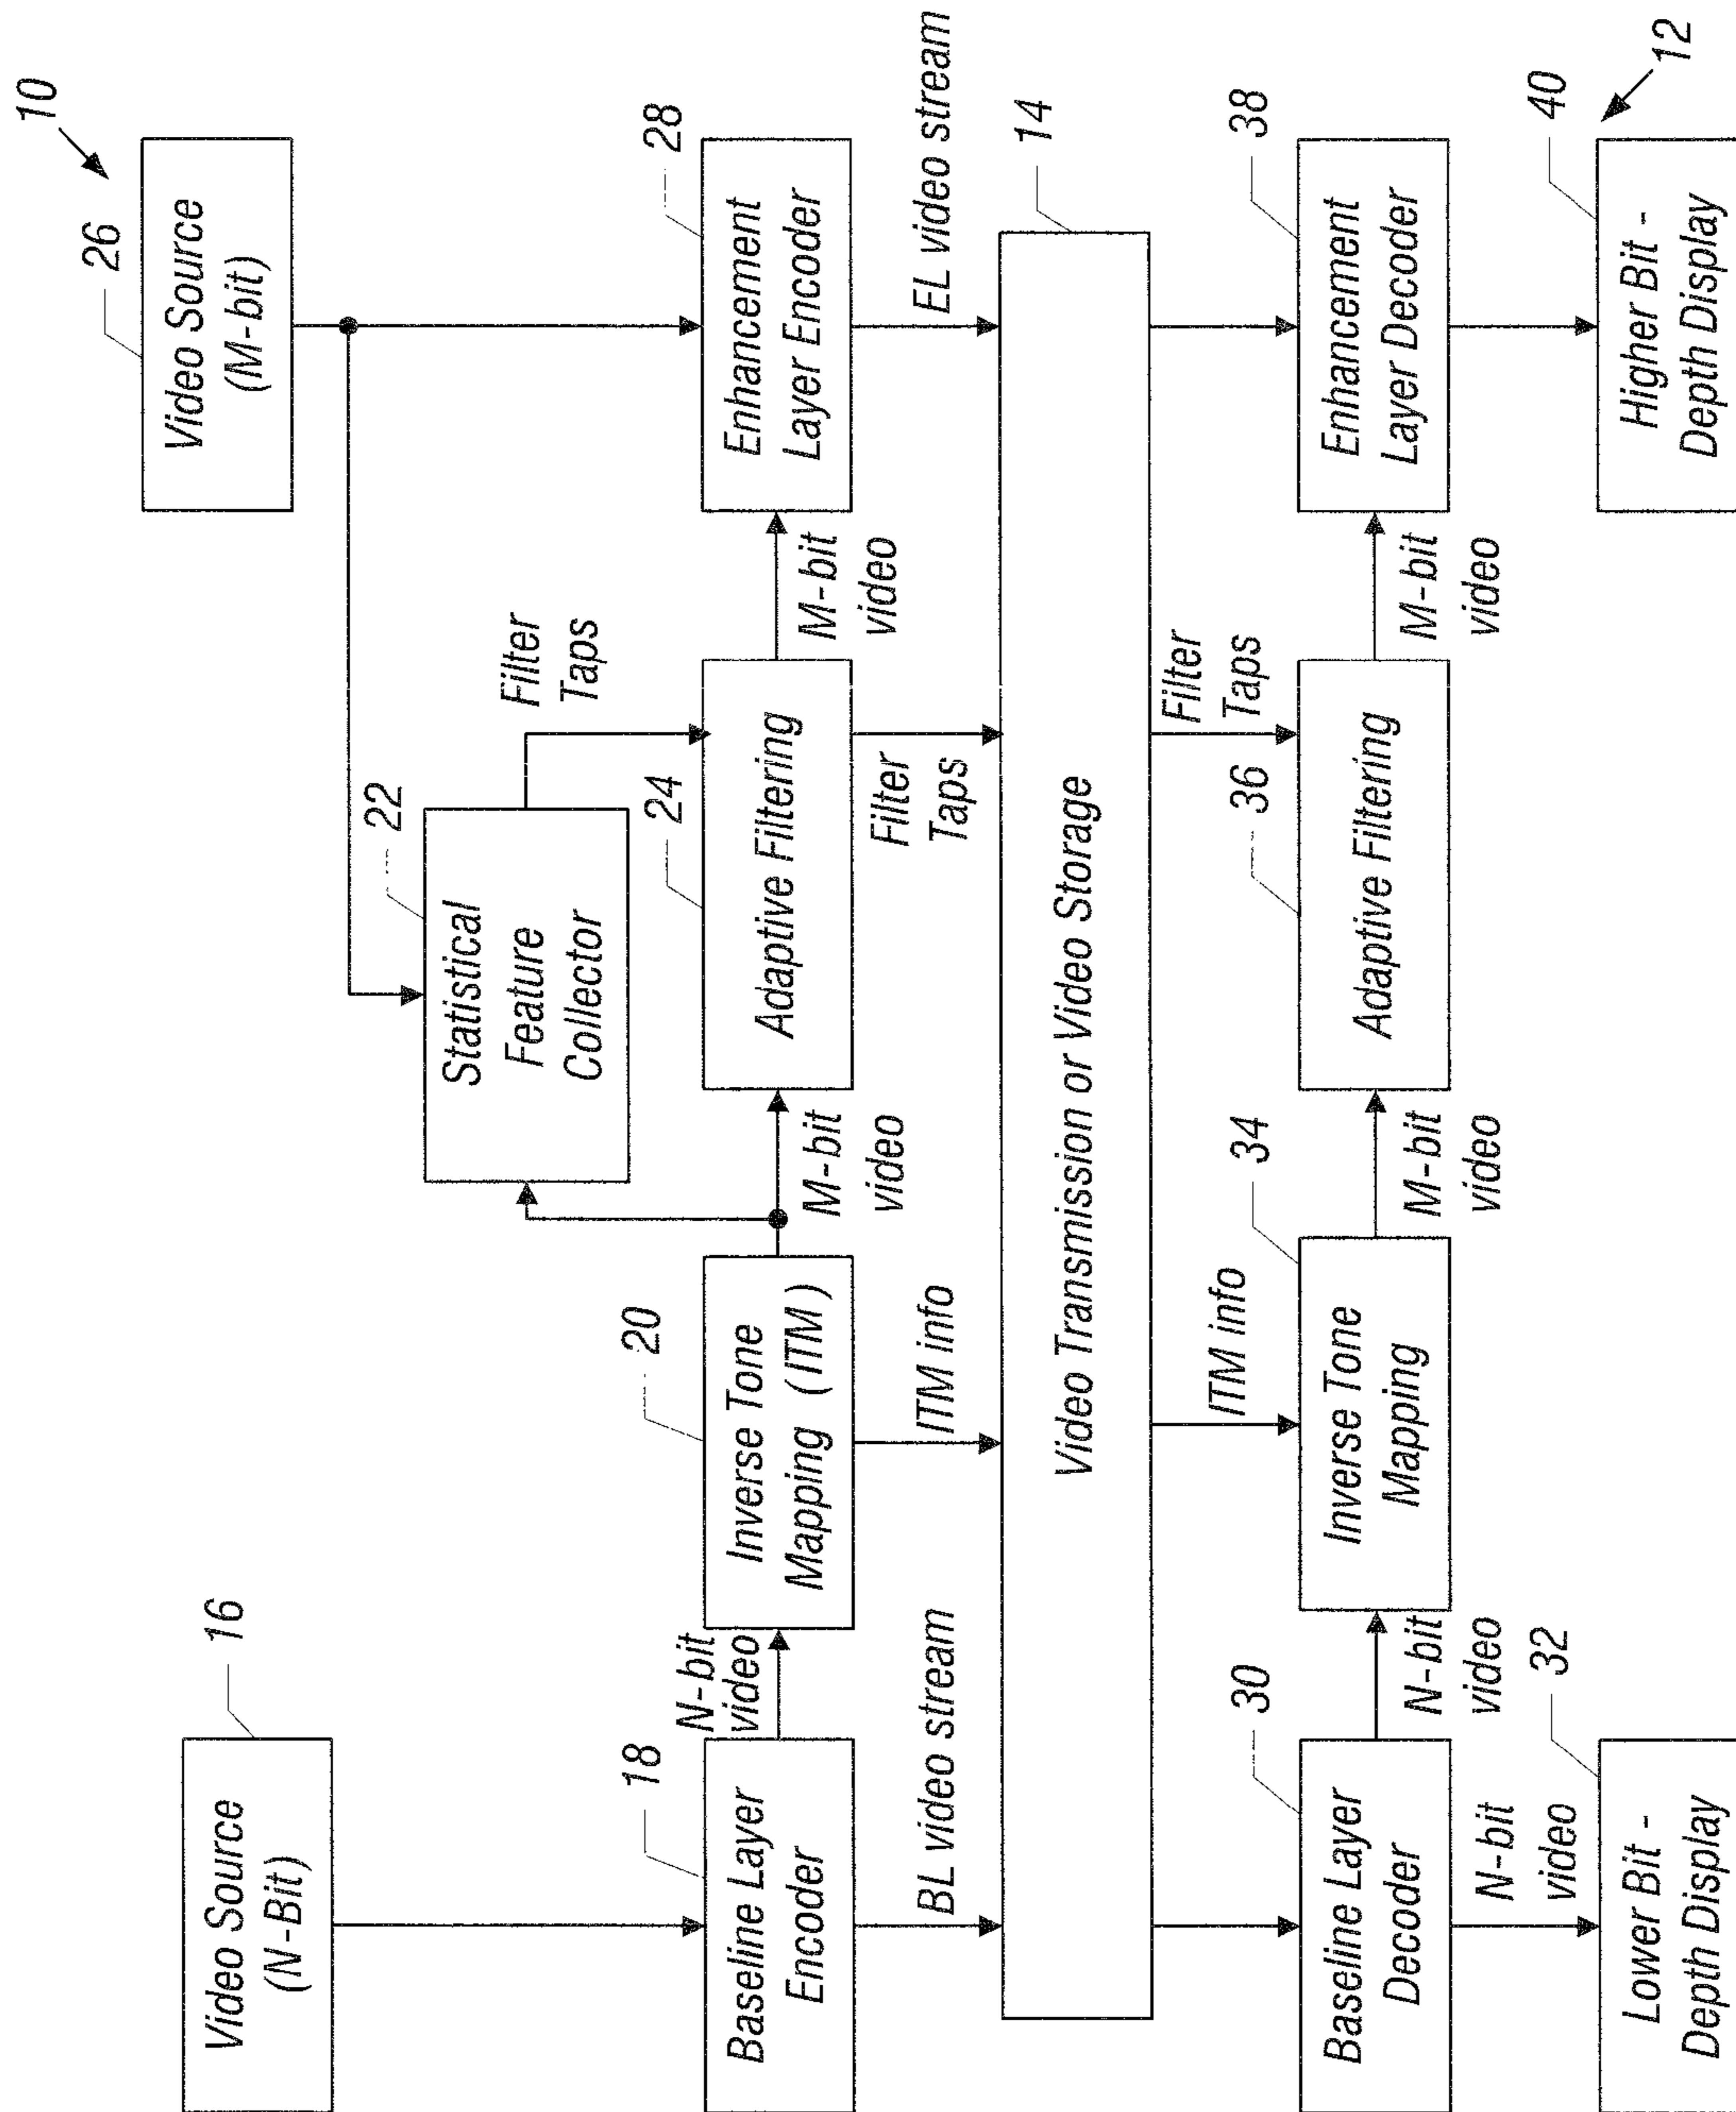 10
26
Video Source
(M-bit)
16
Video Source
(N-Bit)
22
Statistical
Feature
Collector
Filter
Taps
18
Baseline Layer
Encoder
N-bit
video
20
Inverse Tone
Mapping (ITM)
M-bit
video
24
Adaptive Filtering
M-bit
video
28
Enhancement
Layer Encoder
BL video stream
ITM info
Filter
Taps
EL video stream
14
Video Transmission or Video Storage
ITM info
Filter
Taps
30
Baseline Layer
Decoder
N-bit
video
34
Inverse Tone
Mapping
M-bit
video
36
Adaptive Filtering
M-bit
video
38
Enhancement
Layer Decoder
N-bit
video
32
Lower Bit -
Depth Display
40
Higher Bit -
Depth Display
12